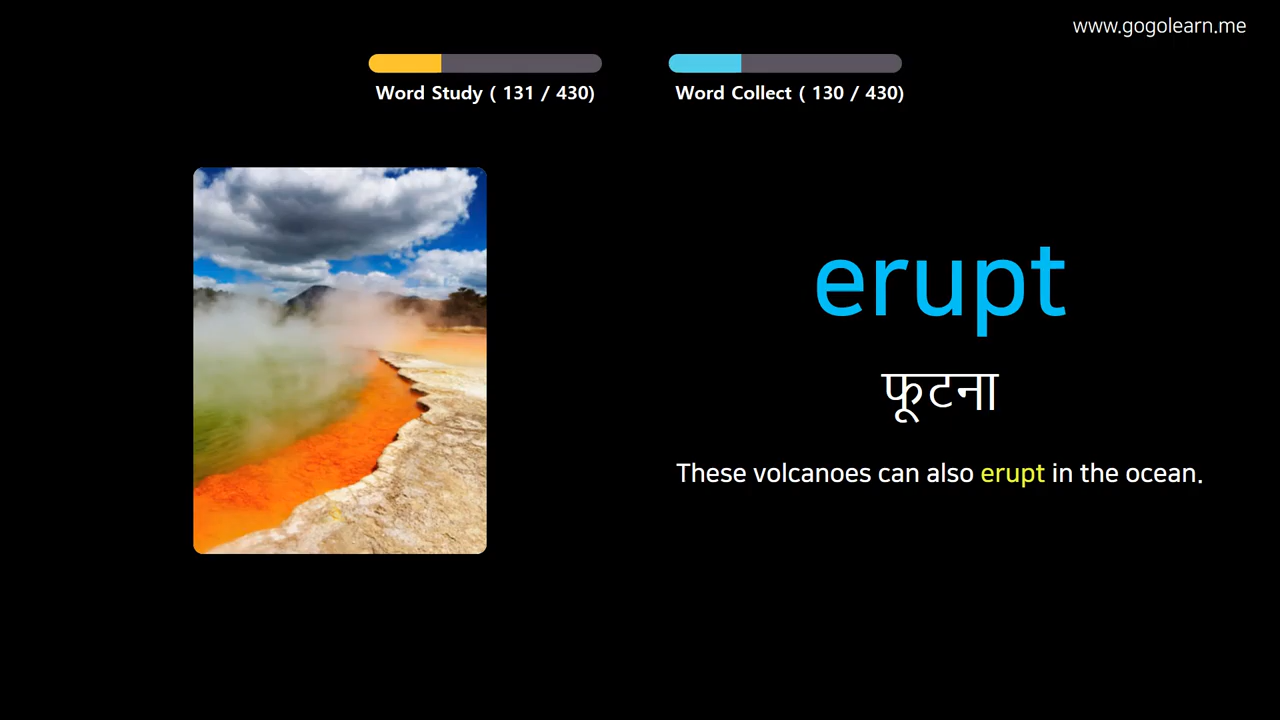 www.gogolearn.me
Word Study ( 131 / 430)
Word Collect ( 130 / 430)
erupt
फूटना
These volcanoes can also erupt in the ocean.